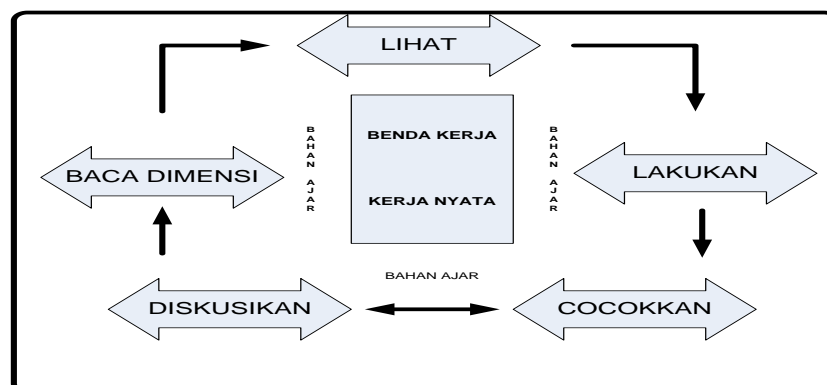 LIHAT
BENDA KERJA
BAHAN AJAR
BAHAN AJAR
BACA DIMENSI
LAKUKAN
KERJA NYATA
BAHAN AJAR
DISKUSIKAN
COCOKKAN